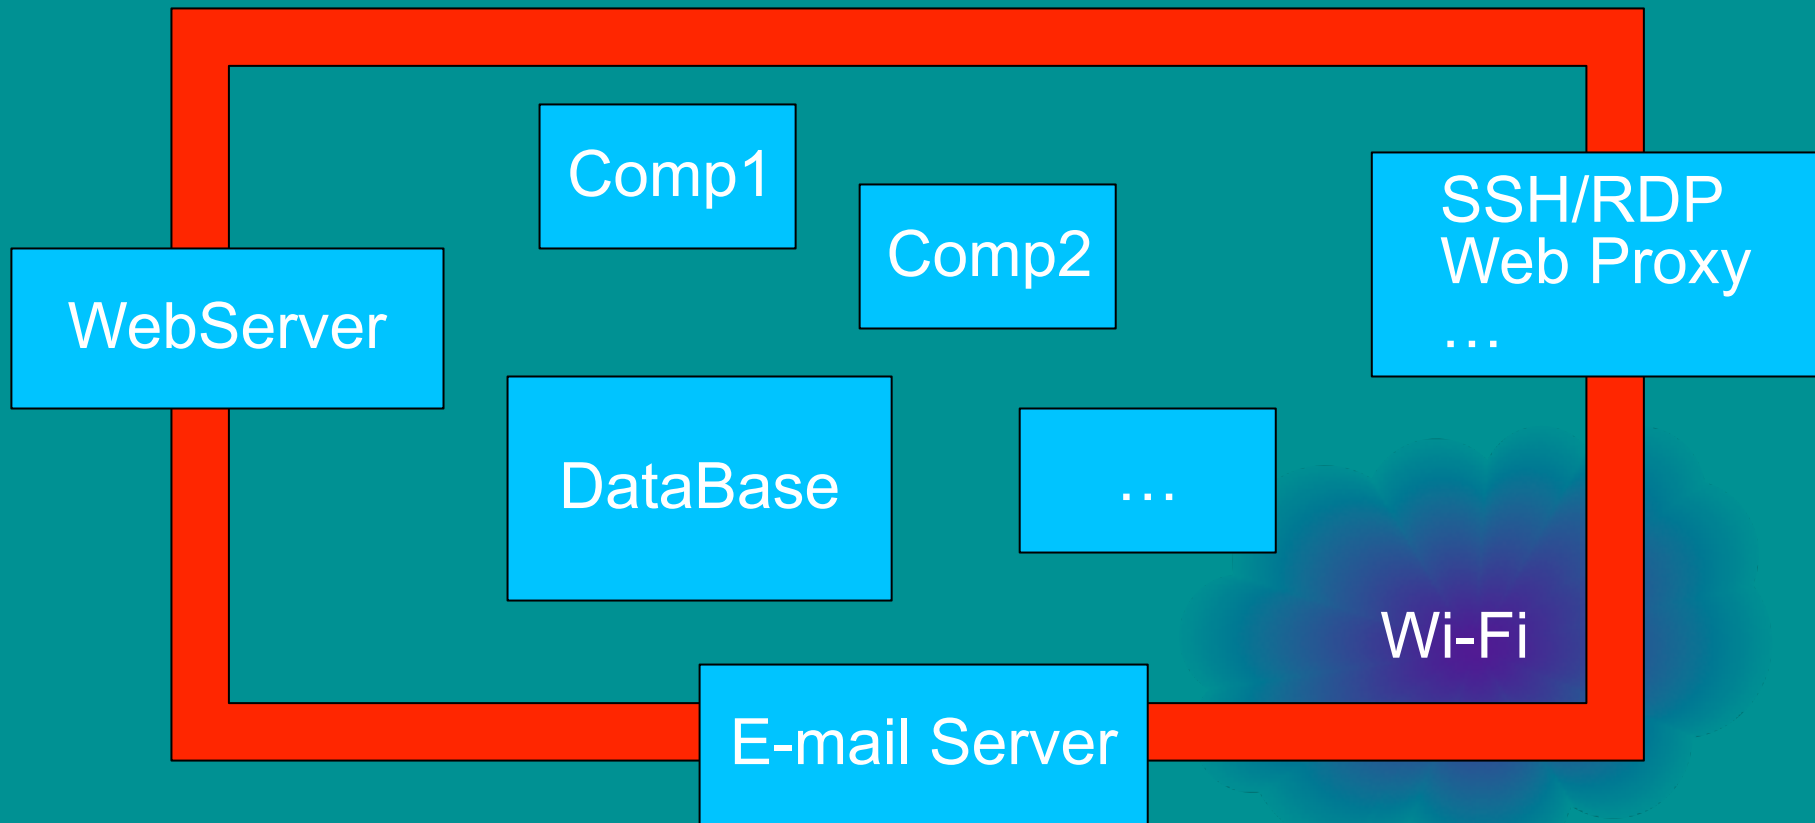 Comp1
Comp2
SSH/RDP
Web Proxy
…
WebServer
DataBase
…
Wi-Fi
E-mail Server